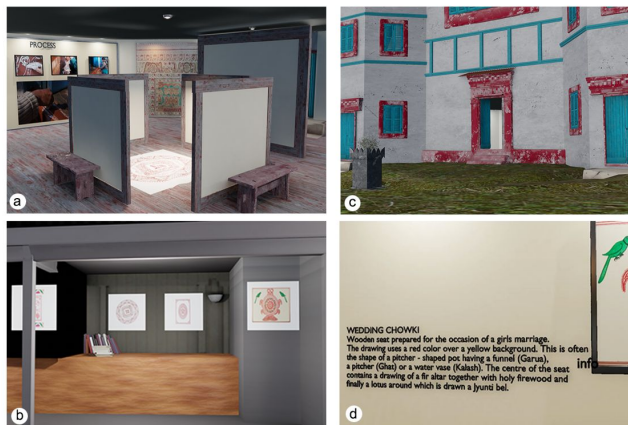 PROCESS
a
c
b
WEDDING CHOWKI
Wooden seat prepared for the occasion of a girls marriage.
The drawing uses a red color over a yellow background. This is often
the shape of a pitcher - shaped pot having a funnel (Garua),
a pitcher (Ghat) or a water vase (Kalash). The centre of the seat
contains a drawing of a fir altar together with holy firewood and
finally a lotus around which is drawn a Jyunti bel.
info
d